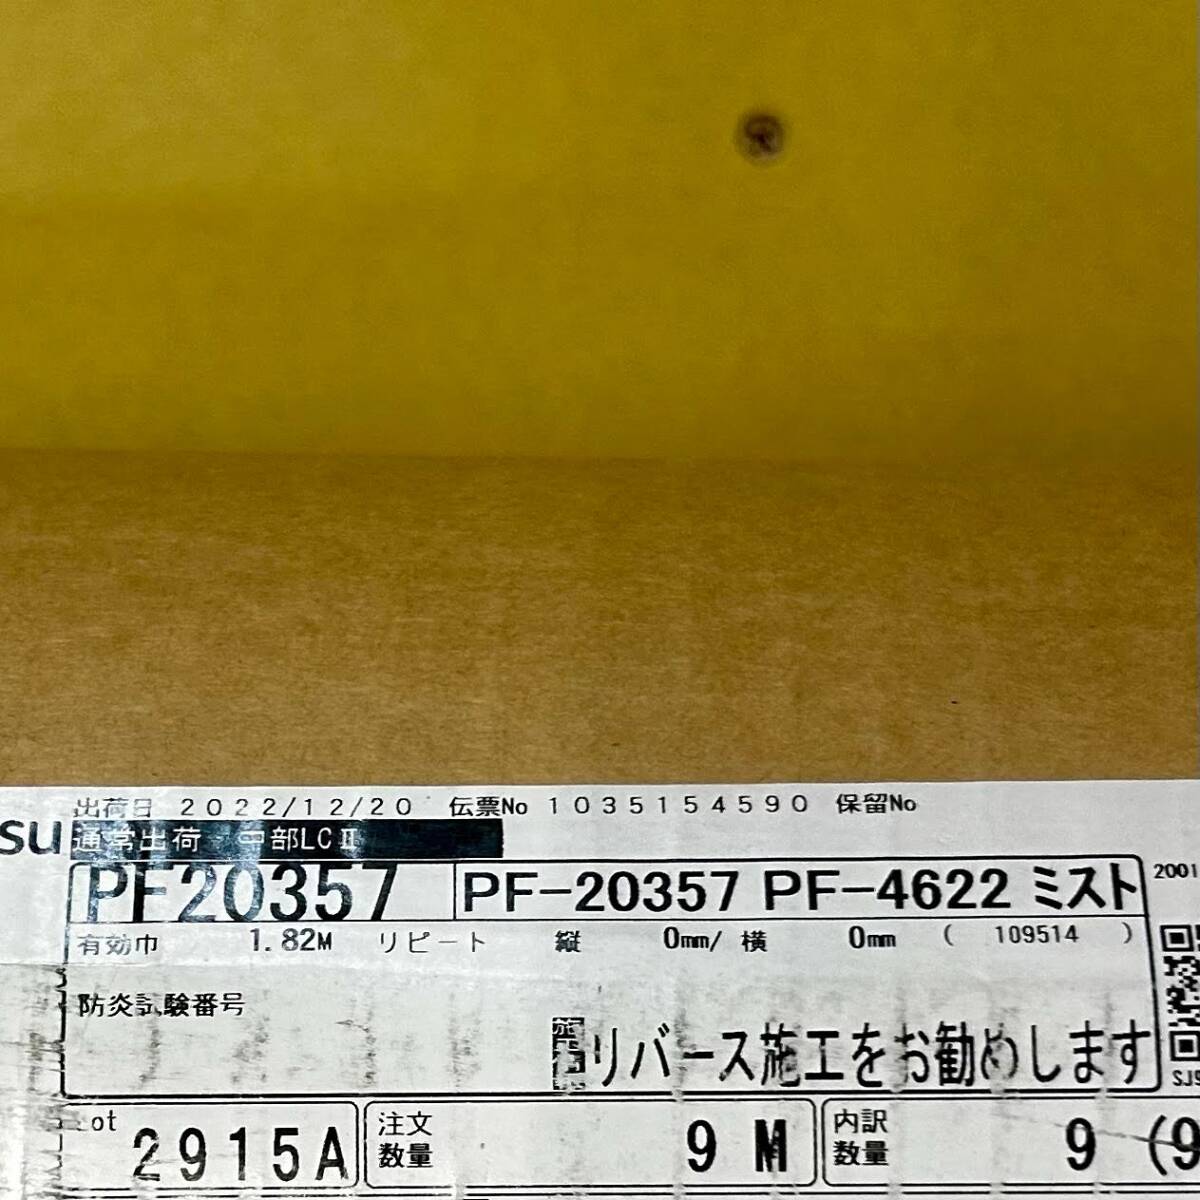 出荷日 2022/12/20 伝票No 1035154590 保留No
su 通常出荷 中部LCⅡ
PF20357 PF-20357 PF-4622 ミスト 2001
有効巾 1.82M リピート 縦 0mm/ 横 0mm ( 109514 )
防炎試験番号
リバース施工をお勧めします
SJS
Lot 2915A 注文数量 9 M 内訳数量 9 (9